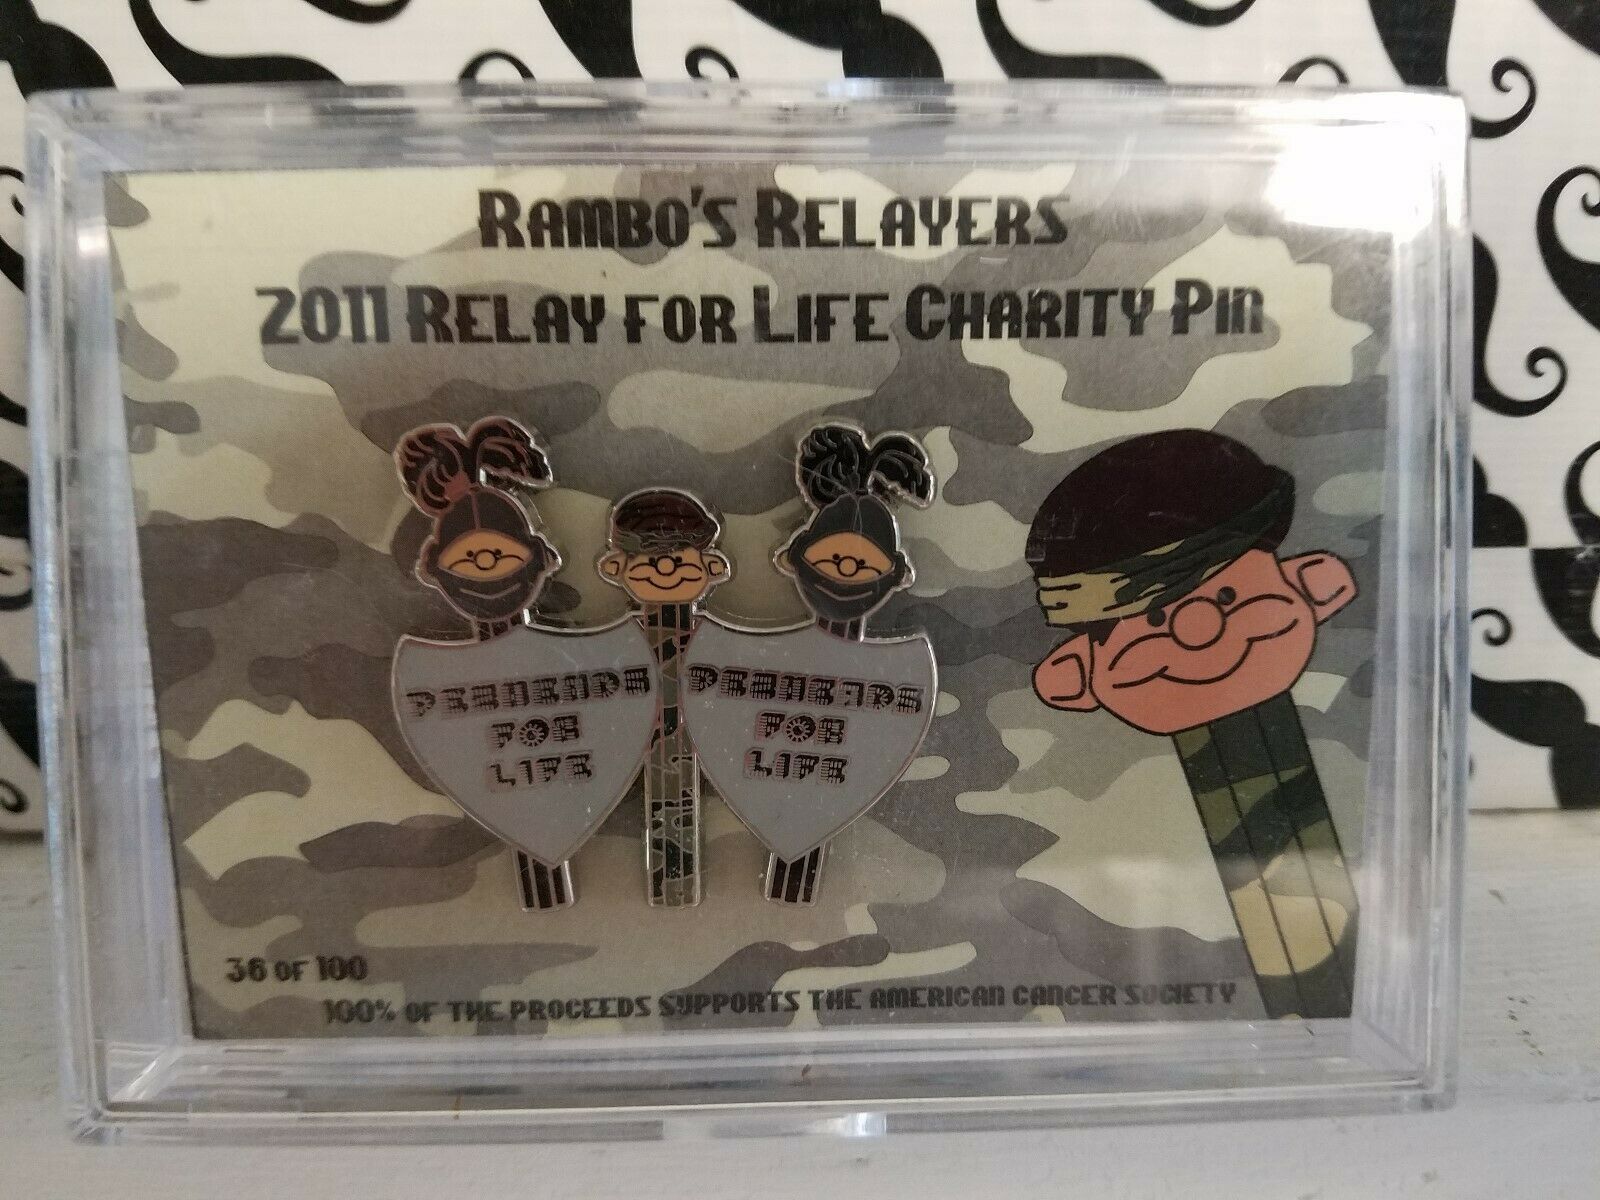 RAMBO'S RELAYERS
2011 RELAY FOR LIFE CHARITY PIN
PEZHEADS
FOR
LIFE
PEZHEADS
FOR
LIFE
36 OF 100
100% OF THE PROCEEDS SUPPORTS THE AMERICAN CANCER SOCIETY